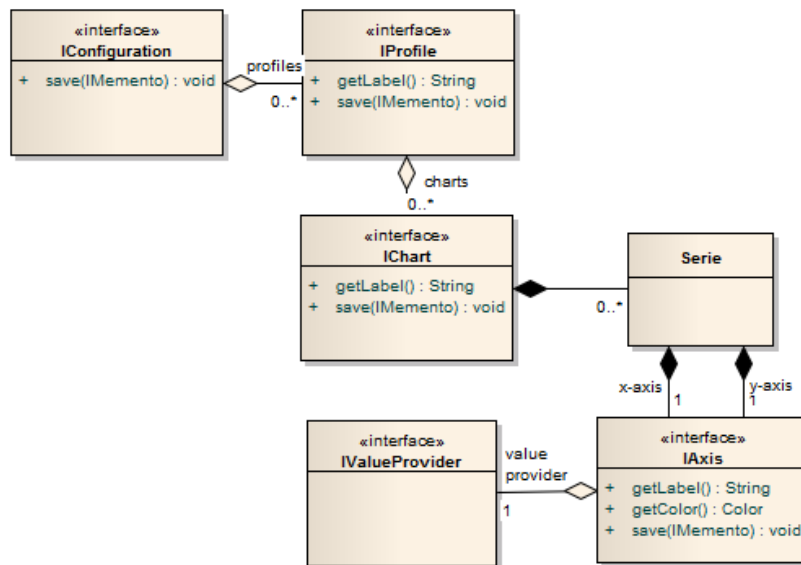 «interface»
IConfiguration
+ save(IMemento) : void
profiles
0..*
«interface»
IProfile
+ getLabel() : String
+ save(IMemento) : void
charts
0..*
«interface»
IChart
+ getLabel() : String
+ save(IMemento) : void
0..*
Serie
x-axis
1
y-axis
1
«interface»
IValueProvider
value
provider
1
«interface»
IAxis
+ getLabel() : String
+ getColor() : Color
+ save(IMemento) : void